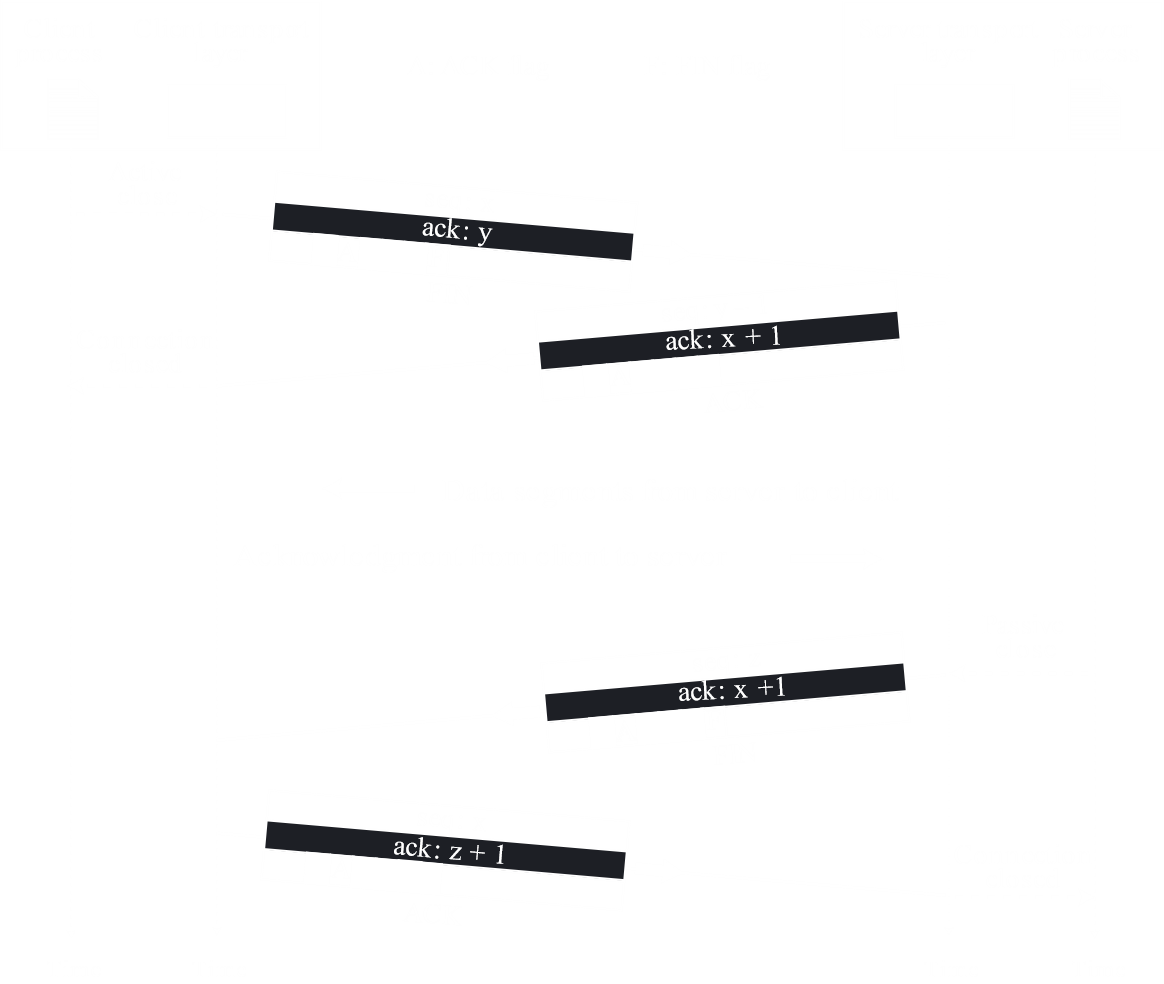 ack: y
ack: x + 1
ack: x +1
ack: z + 1